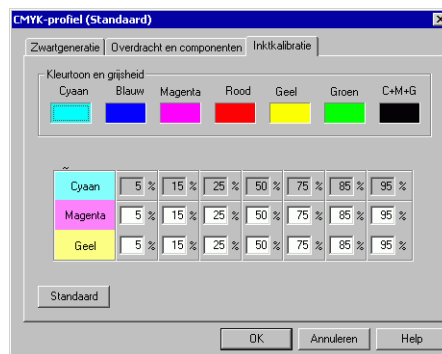 CMYK-profiel (Standaard)
Zwartgeneratie Overdracht en componenten Inktkalibratie
Kleurtoon en grijsheid
Cyaan Blauw Magenta Rood Geel Groen C+M+G
~
Cyaan 5 % 15 % 25 % 50 % 75 % 85 % 95 %
Magenta 5 % 15 % 25 % 50 % 75 % 85 % 95 %
Geel 5 % 15 % 25 % 50 % 75 % 85 % 95 %
Standaard
OK Annuleren Help